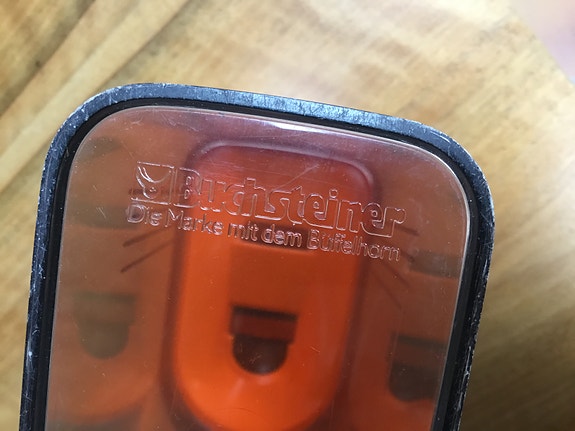 Buchsteiner
Die Marke mit dem Büffelhorn